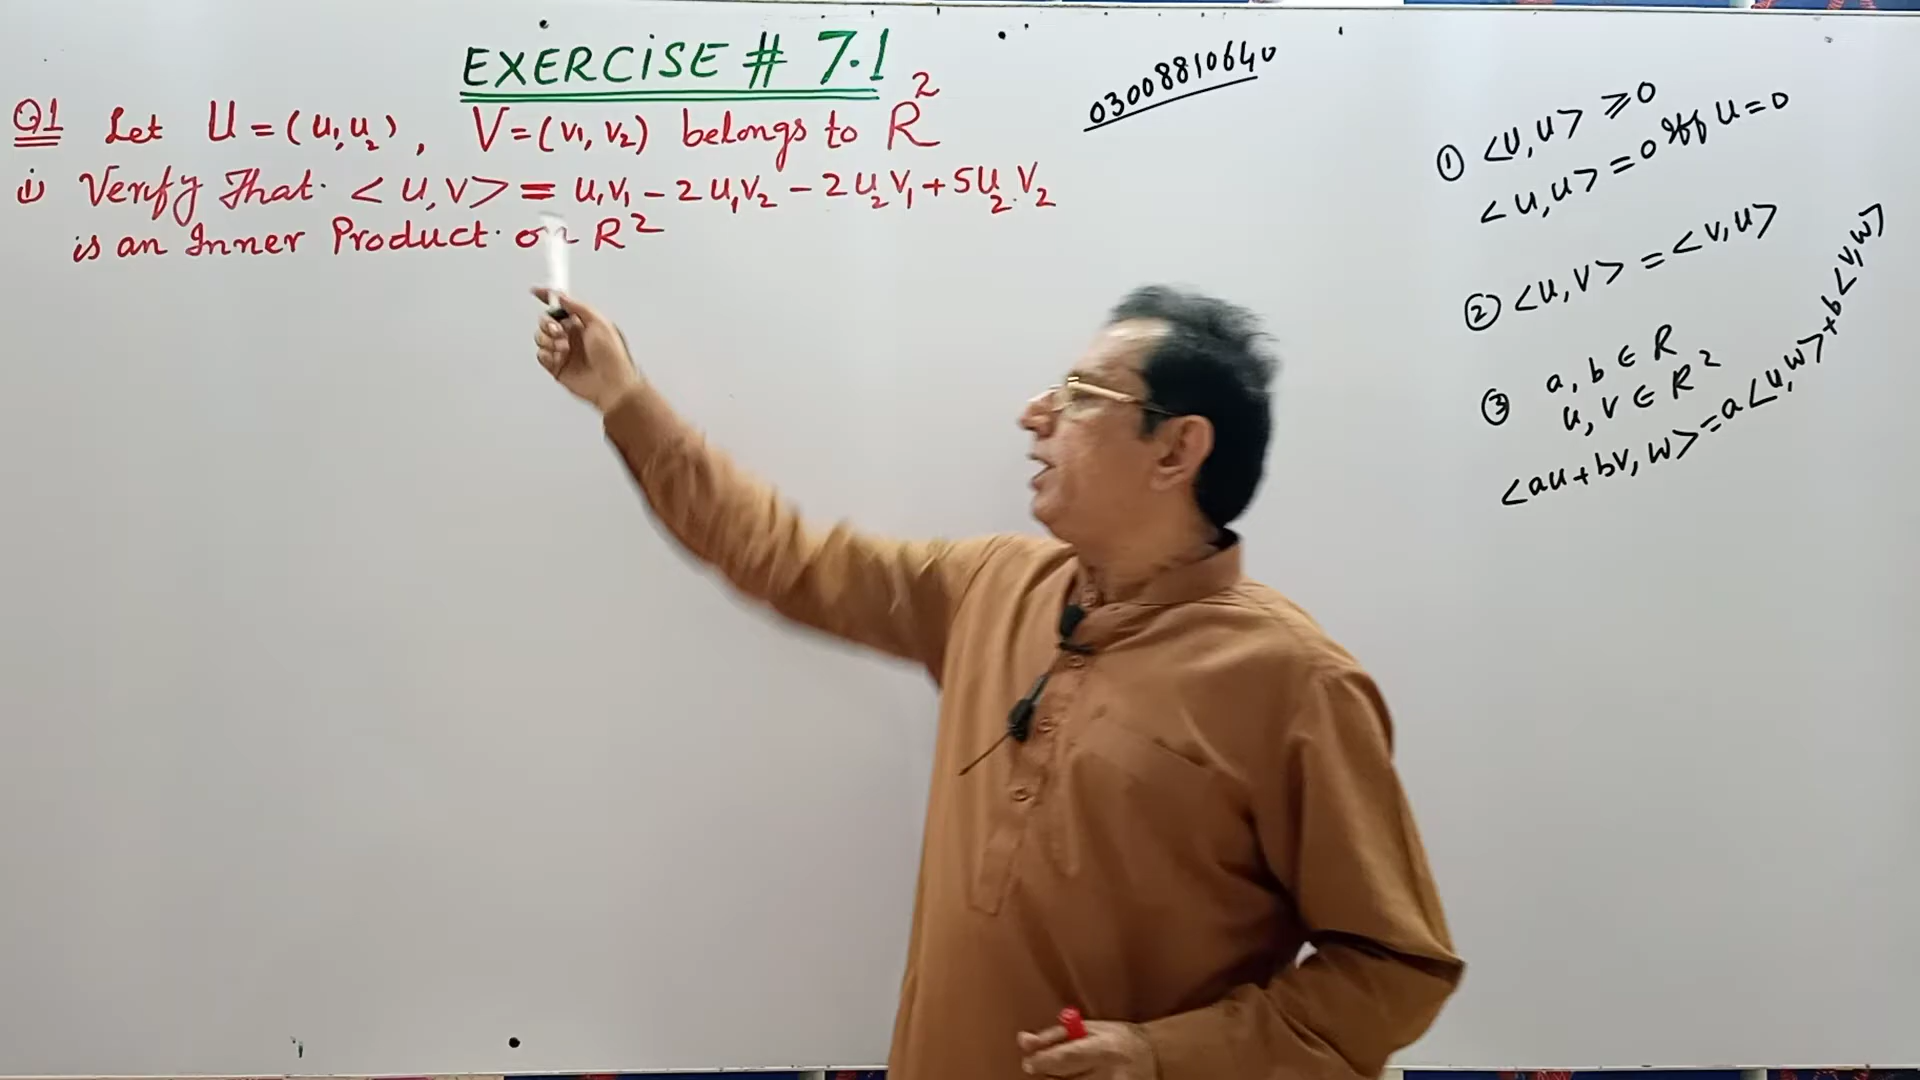 EXERCISE # 7.1
03008810640
Q1 Let U = (u₁, u₂), V = (v₁, v₂) belongs to R²
i) Verify That <u, v> = u₁v₁ - 2u₁v₂ - 2u₂v₁ + 5u₂v₂
is an Inner Product on R²
① <u, u> ≥ 0
<u, u> = 0 iff u = 0
② <u, v> = <v, u>
③ a, b ∈ R
u, v ∈ R²
<au + bv, w> = a<u, w> + b<v, w>